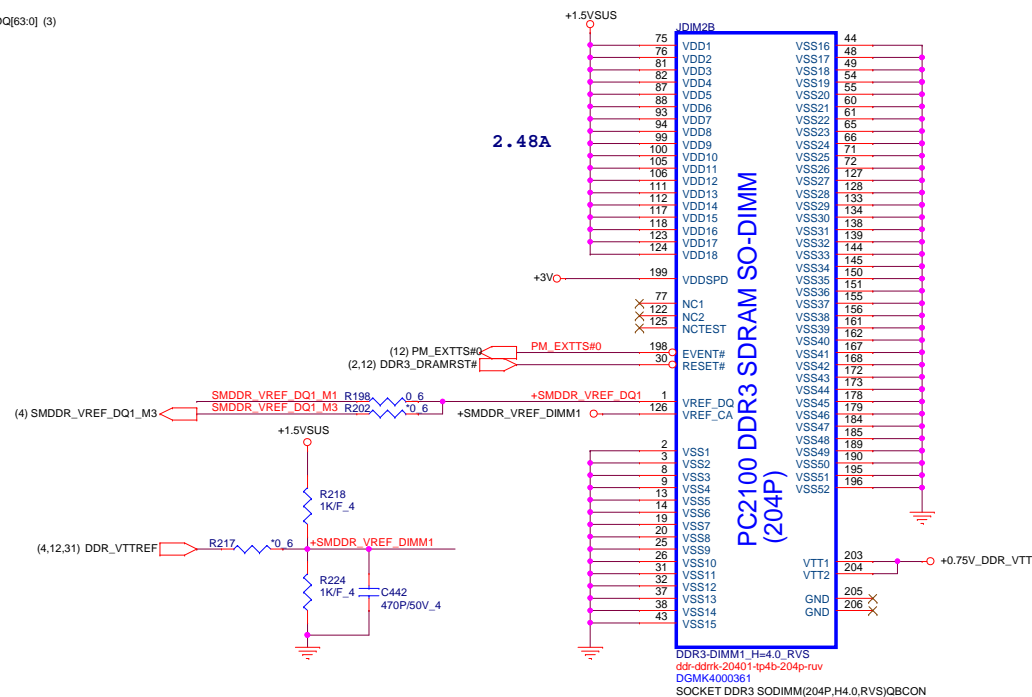 DQ[63:0] (3)
+1.5VSUS
JDIM2B
2.48A
75 VDD1
76 VDD2
81 VDD3
82 VDD4
87 VDD5
88 VDD6
93 VDD7
94 VDD8
99 VDD9
100 VDD10
105 VDD11
106 VDD12
111 VDD13
112 VDD14
117 VDD15
118 VDD16
123 VDD17
124 VDD18
+3V 199 VDDSPD
77 NC1
122 NC2
125 NCTEST
(12) PM_EXTTS#0 PM_EXTTS#0 198 EVENT#
(2,12) DDR3_DRAMRST# 30 RESET#
SMDDR_VREF_DQ1_M1 R198 0_6 +SMDDR_VREF_DQ1 1 VREF_DQ
(4) SMDDR_VREF_DQ1_M3 SMDDR_VREF_DQ1_M3 R202 *0_6
+SMDDR_VREF_DIMM1 126 VREF_CA
2 VSS1
3 VSS2
8 VSS3
9 VSS4
13 VSS5
14 VSS6
19 VSS7
20 VSS8
25 VSS9
26 VSS10
31 VSS11
32 VSS12
37 VSS13
38 VSS14
43 VSS15
PC2100 DDR3 SDRAM SO-DIMM
(204P)
VSS16 44
VSS17 48
VSS18 49
VSS19 54
VSS20 55
VSS21 60
VSS22 61
VSS23 65
VSS24 66
VSS25 71
VSS26 72
VSS27 127
VSS28 128
VSS29 133
VSS30 134
VSS31 138
VSS32 139
VSS33 144
VSS34 145
VSS35 150
VSS36 151
VSS37 155
VSS38 156
VSS39 161
VSS40 162
VSS41 167
VSS42 168
VSS43 172
VSS44 173
VSS45 178
VSS46 179
VSS47 184
VSS48 185
VSS49 189
VSS50 190
VSS51 195
VSS52 196
VTT1 203
VTT2 204
+0.75V_DDR_VTT
GND 205
GND 206
+1.5VSUS
R218
1K/F_4
(4,12,31) DDR_VTTREF R217 *0_6 +SMDDR_VREF_DIMM1
R224
1K/F_4
C442
470P/50V_4
DDR3-DIMM1_H=4.0_RVS
ddr-ddrrk-20401-tp4b-204p-ruv
DGMK4000361
SOCKET DDR3 SODIMM(204P,H4.0,RVS)QBCON